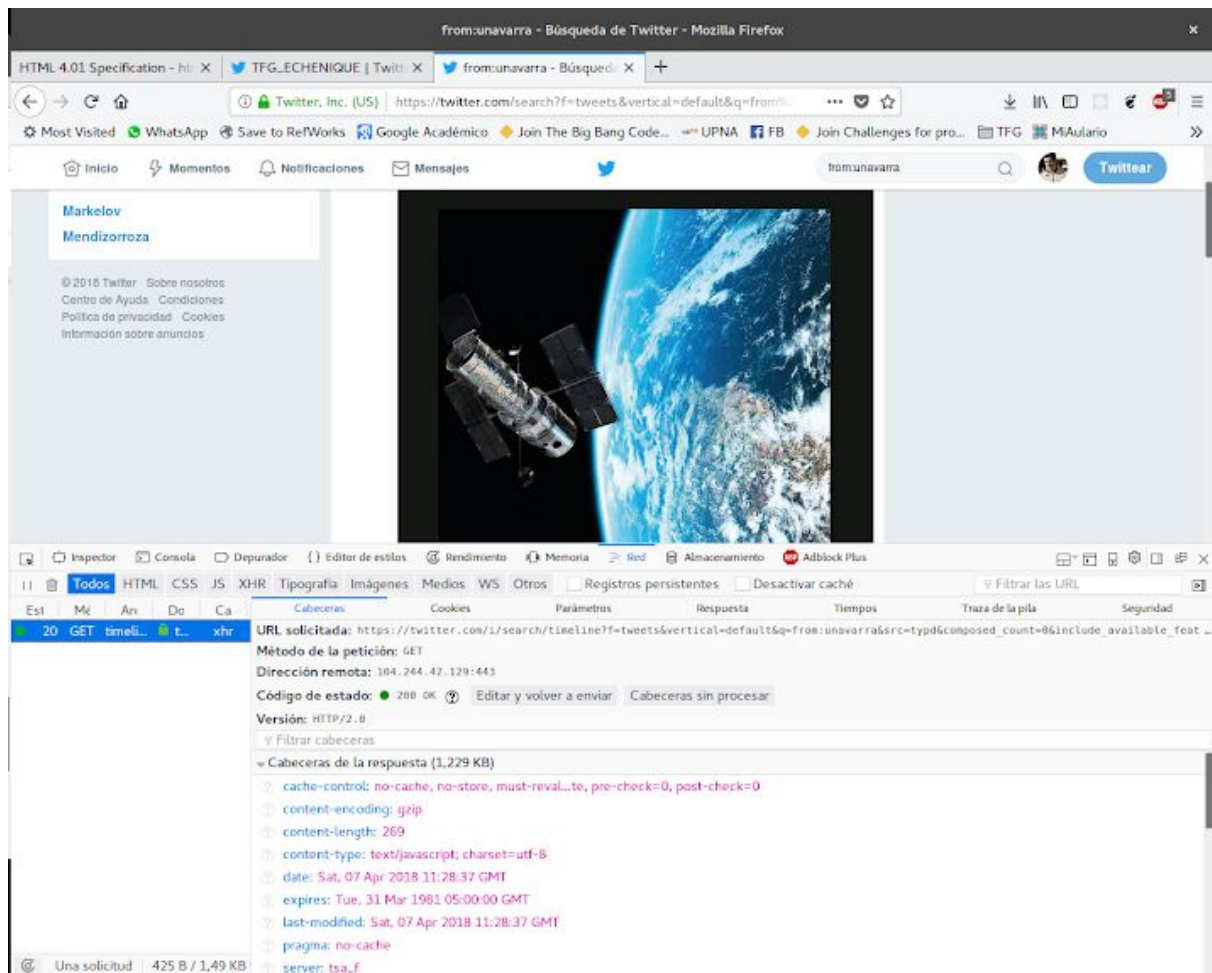 from:unavarra - Búsqueda de Twitter - Mozilla Firefox
HTML 4.01 Specification - ht
TFG_ECHENIQUE | Twitt
from:unavarra - Búsqued
Twitter, Inc. (US)
https://twitter.com/search?f=tweets&vertical=default&q=from%
Most Visited WhatsApp Save to RefWorks Google Académico Join The Big Bang Code... UPNA FB Join Challenges for pro... TFG MiAulario
Inicio Momentos Notificaciones Mensajes from:unavarra Twittear
Markelov
Mendizorroza
© 2018 Twitter Sobre nosotros
Centro de Ayuda Condiciones
Política de privacidad Cookies
Información sobre anuncios
Inspector Consola Depurador {} Editor de estilos Rendimiento Memoria Red Almacenamiento Adblock Plus
Todos HTML CSS JS XHR Tipografía Imágenes Medios WS Otros Registros persistentes Desactivar caché Filtrar las URL
Est Mé Arc Do Ca Cabeceras Cookies Parámetros Respuesta Tiempos Traza de la pila Seguridad
20 GET timeli... t... xhr
URL solicitada: https://twitter.com/i/search/timeline?f=tweets&vertical=default&q=from:unavarra&src=typd&composed_count=0&include_available_feat...
Método de la petición: GET
Dirección remota: 104.244.42.129:443
Código de estado: 200 OK Editar y volver a enviar Cabeceras sin procesar
Versión: HTTP/2.0
Filtrar cabeceras
Cabeceras de la respuesta (1,229 KB)
cache-control: no-cache, no-store, must-reval...te, pre-check=0, post-check=0
content-encoding: gzip
content-length: 269
content-type: text/javascript; charset=utf-8
date: Sat, 07 Apr 2018 11:28:37 GMT
expires: Tue, 31 Mar 1981 05:00:00 GMT
last-modified: Sat, 07 Apr 2018 11:28:37 GMT
pragma: no-cache
server: tsa_f
Una solicitud 425 B / 1,49 KB